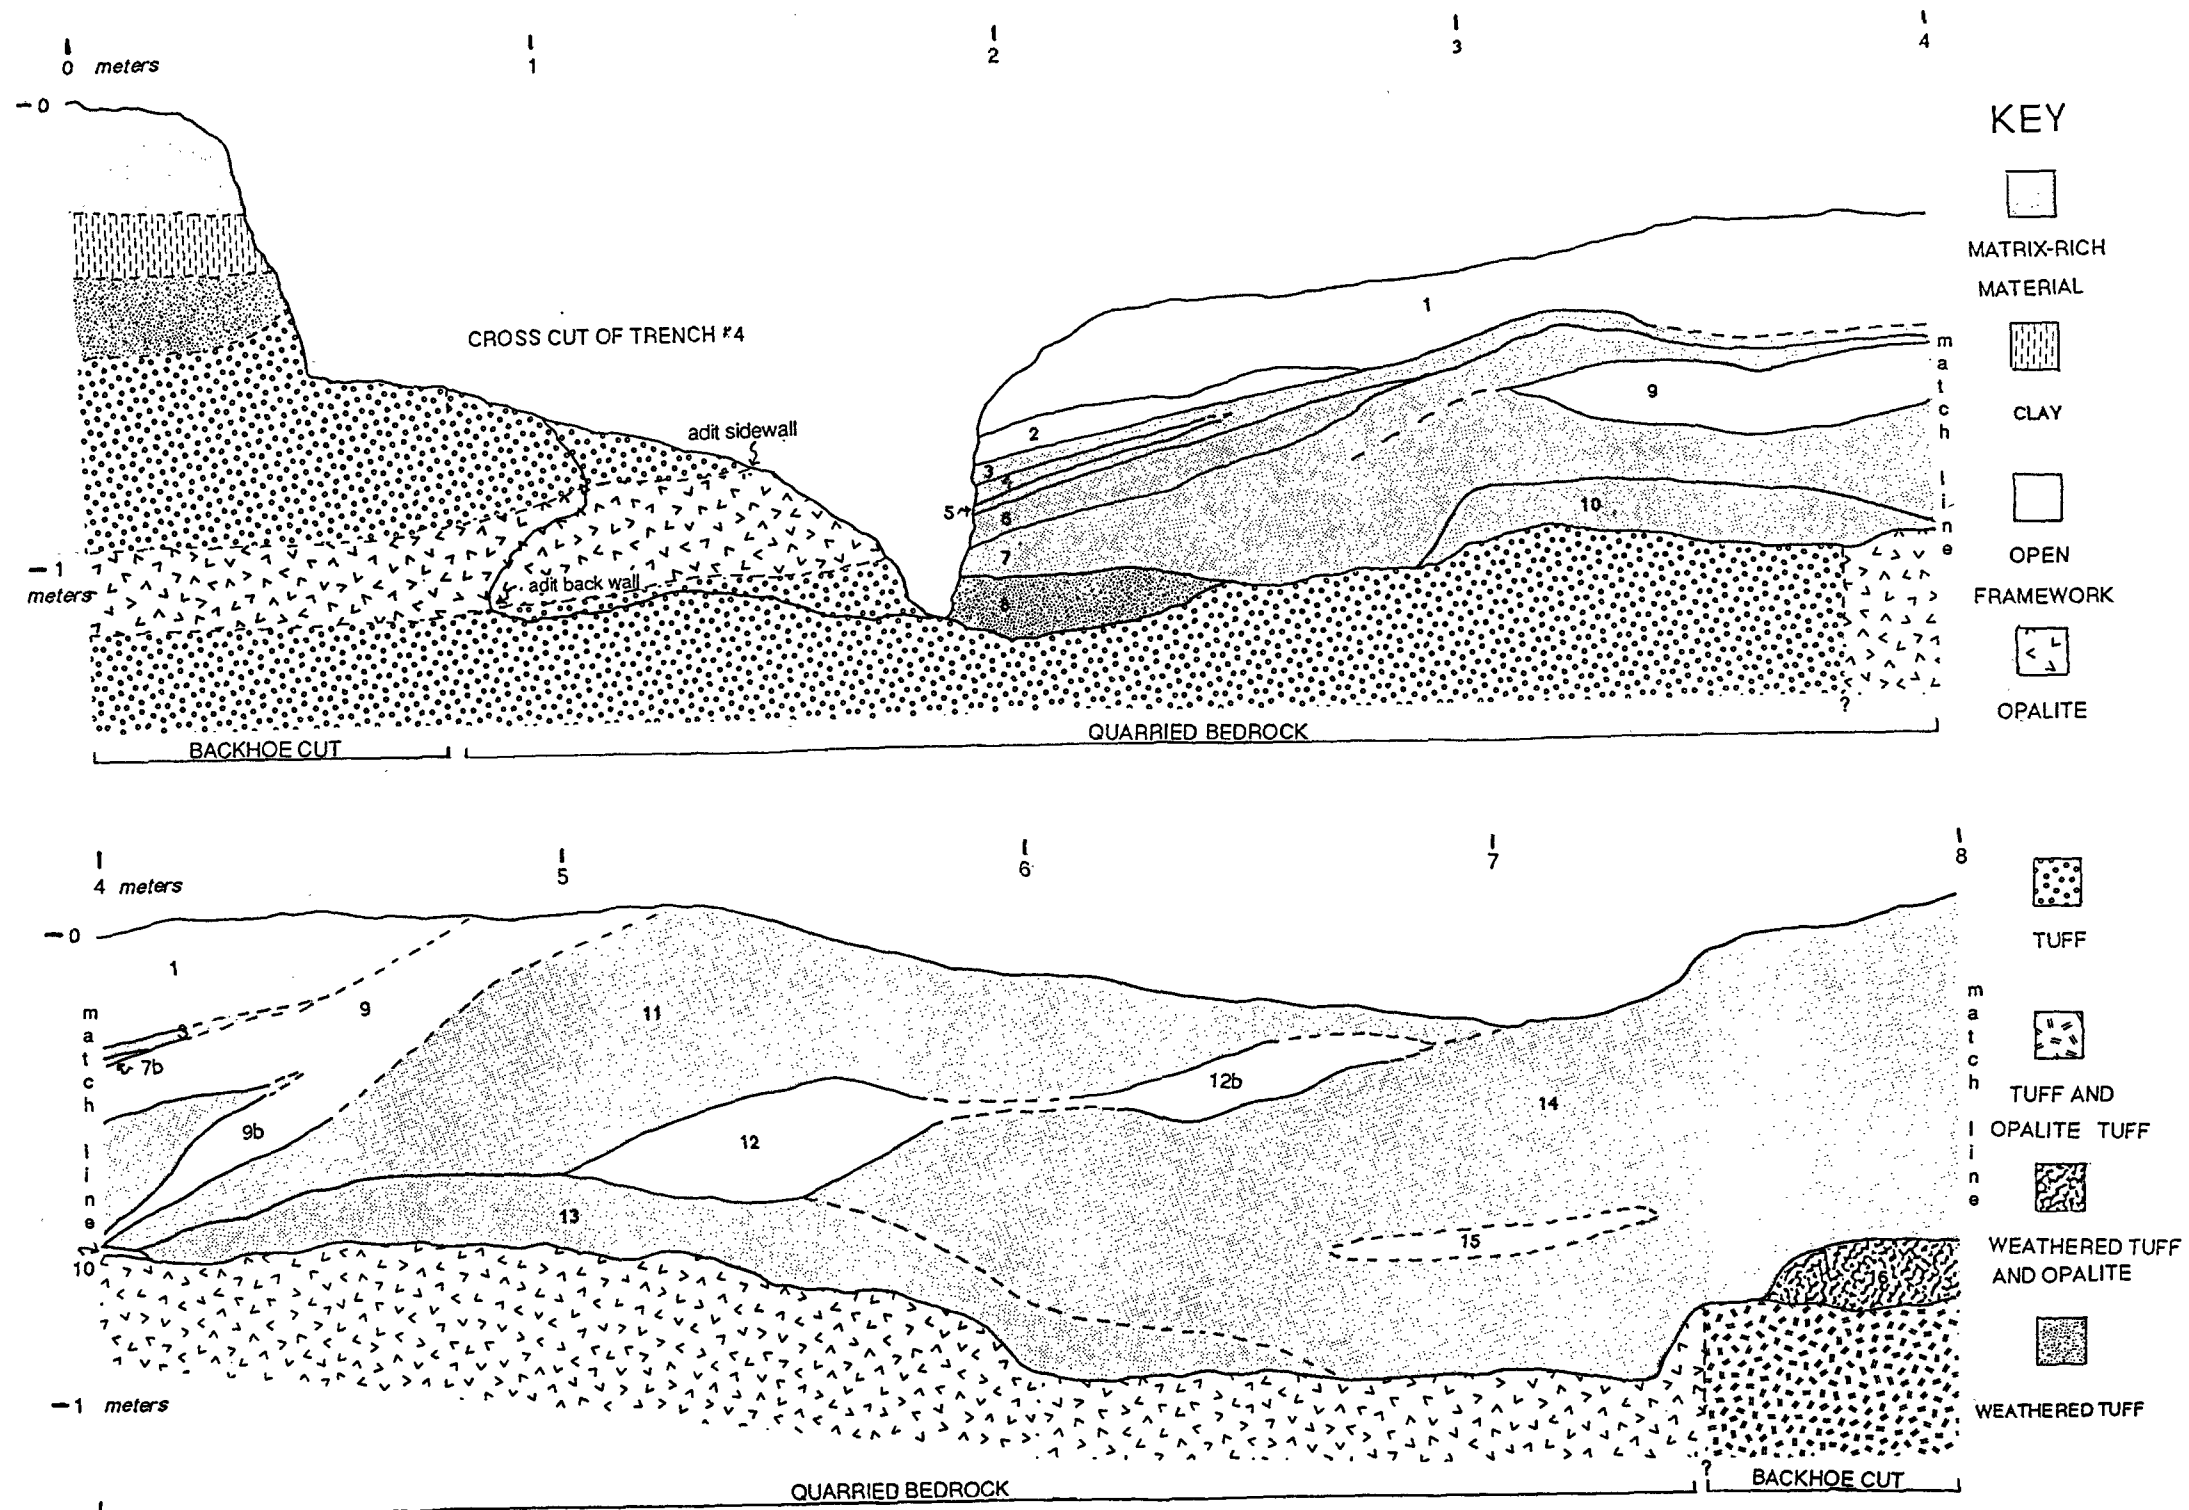 0 meters
1
2
3
4
0
CROSS CUT OF TRENCH #4
adit sidewall
adit back wall
1
meters
1
2
3
4
5
6
7
8
9
10
match line
?
BACKHOE CUT
QUARRIED BEDROCK
KEY
MATRIX-RICH
MATERIAL
CLAY
OPEN
FRAMEWORK
OPALITE
4 meters
5
6
7
8
0
1
3
7b
9
9b
10
11
12
12b
13
14
15
16
match line
match line
1 meters
?
QUARRIED BEDROCK
BACKHOE CUT
TUFF
TUFF AND
OPALITE TUFF
WEATHERED TUFF
AND OPALITE
WEATHERED TUFF